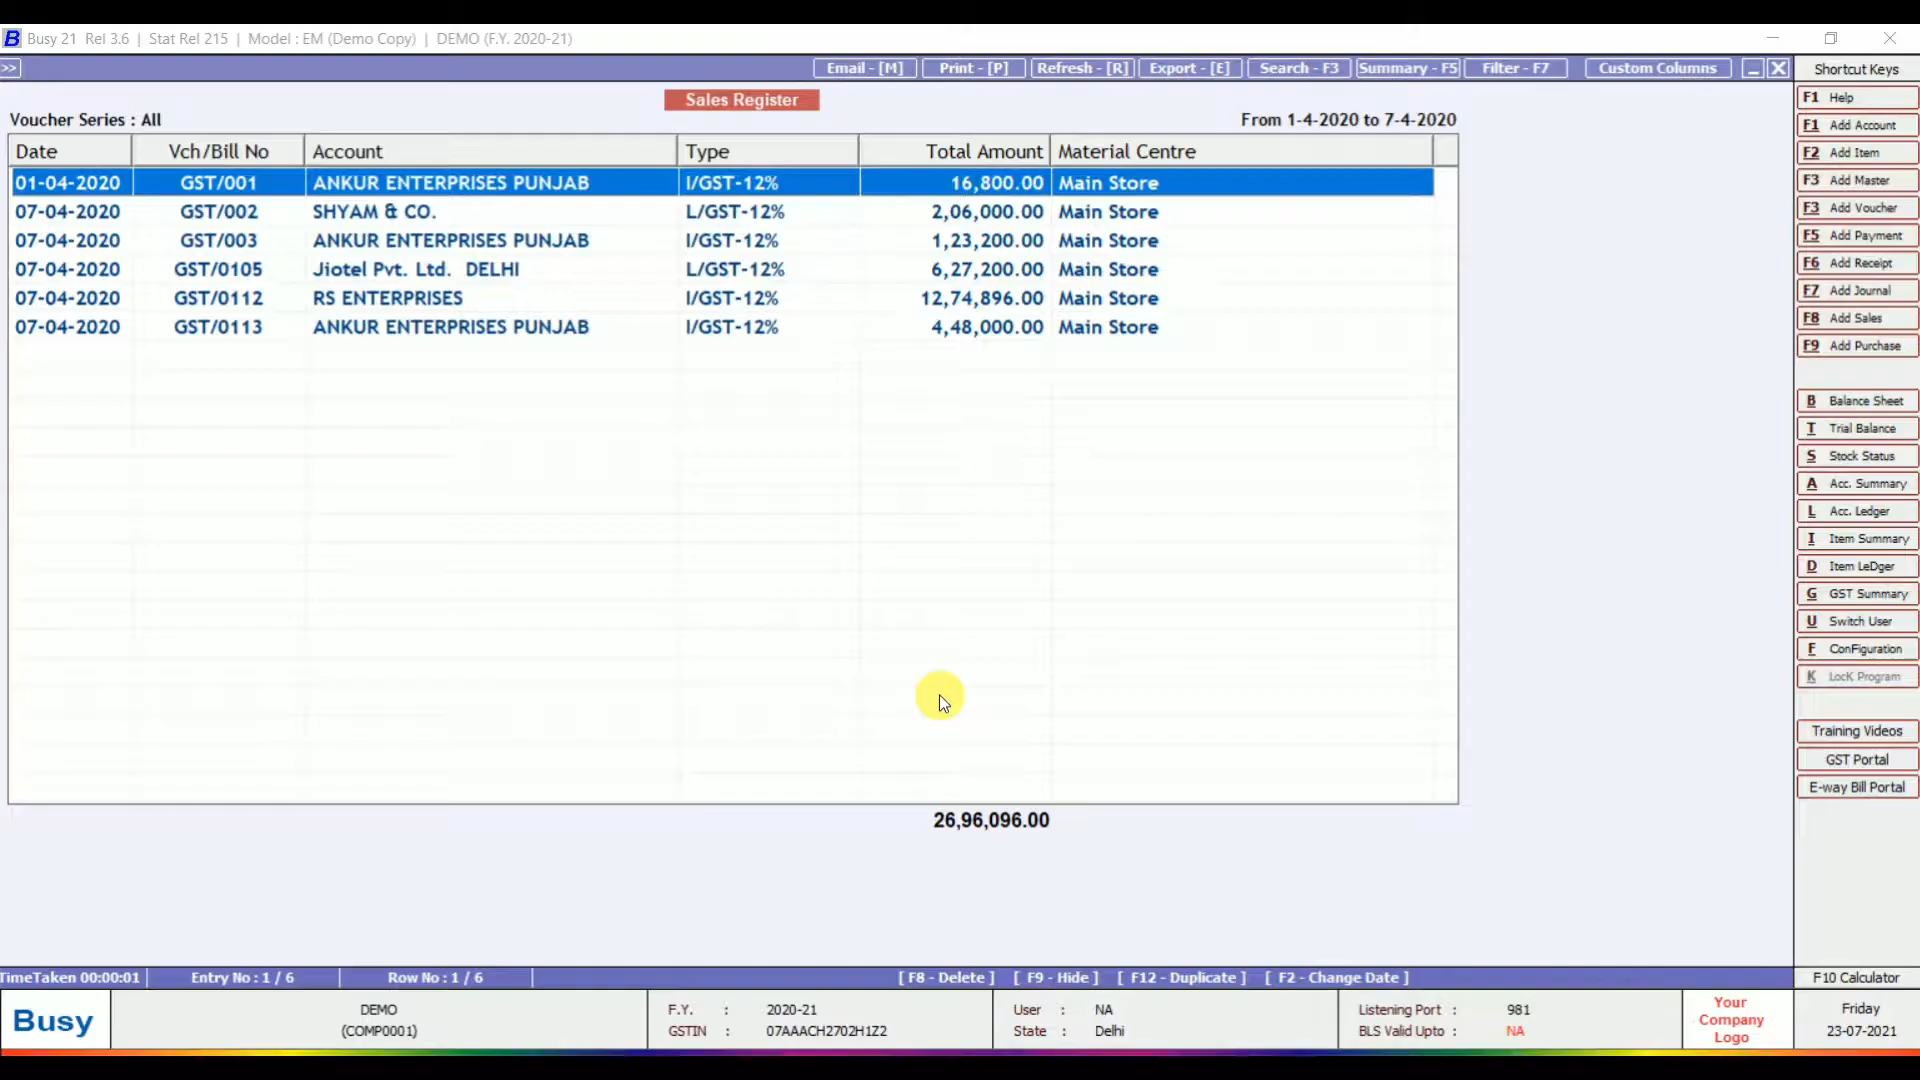 B Busy 21 Rel 3.6 | Stat Rel 215 | Model : EM (Demo Copy) | DEMO (F.Y. 2020-21)
>> Email - [M] Print - [P] Refresh - [R] Export - [E] Search - F3 Summary - F5 Filter - F7 Custom Columns
Sales Register
Voucher Series : All From 1-4-2020 to 7-4-2020
Date Vch/Bill No Account Type Total Amount Material Centre
01-04-2020 GST/001 ANKUR ENTERPRISES PUNJAB I/GST-12% 16,800.00 Main Store
07-04-2020 GST/002 SHYAM & CO. L/GST-12% 2,06,000.00 Main Store
07-04-2020 GST/003 ANKUR ENTERPRISES PUNJAB I/GST-12% 1,23,200.00 Main Store
07-04-2020 GST/0105 Jiotel Pvt. Ltd. DELHI L/GST-12% 6,27,200.00 Main Store
07-04-2020 GST/0112 RS ENTERPRISES I/GST-12% 12,74,896.00 Main Store
07-04-2020 GST/0113 ANKUR ENTERPRISES PUNJAB I/GST-12% 4,48,000.00 Main Store
26,96,096.00
Shortcut Keys
F1 Help
F1 Add Account
F2 Add Item
F3 Add Master
F3 Add Voucher
F5 Add Payment
F6 Add Receipt
F7 Add Journal
F8 Add Sales
F9 Add Purchase
B Balance Sheet
T Trial Balance
S Stock Status
A Acc. Summary
L Acc. Ledger
I Item Summary
D Item LeDger
G GST Summary
U Switch User
F ConFiguration
K LocK Program
Training Videos
GST Portal
E-way Bill Portal
TimeTaken 00:00:01 Entry No : 1 / 6 Row No : 1 / 6 [ F8 - Delete ] [ F9 - Hide ] [ F12 - Duplicate ] [ F2 - Change Date ] F10 Calculator
Busy
DEMO
(COMP0001)
F.Y. : 2020-21
GSTIN : 07AAACH2702H1Z2
User : NA
State : Delhi
Listening Port : 981
BLS Valid Upto : NA
Your
Company
Logo
Friday
23-07-2021